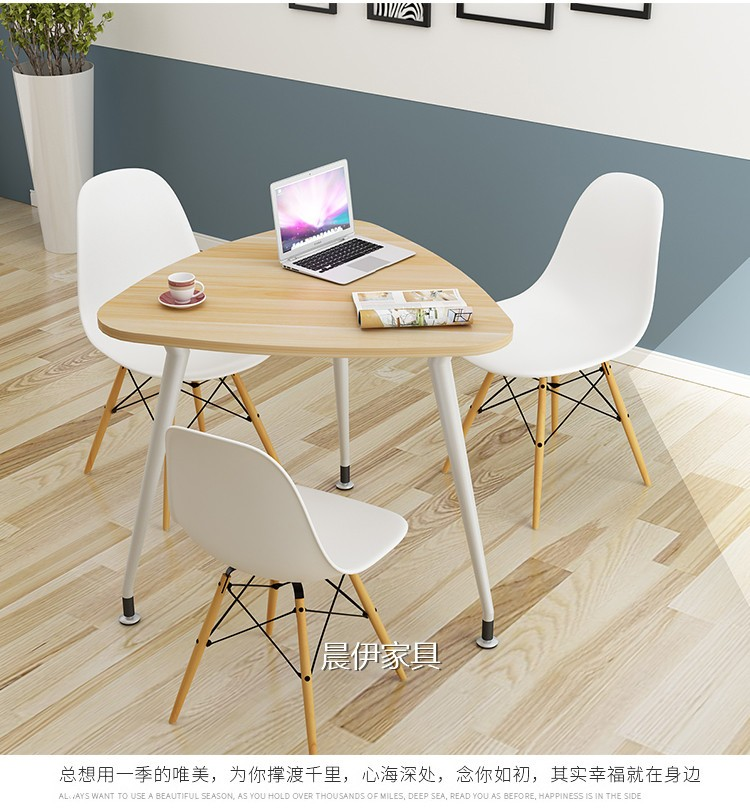 晨伊家具
总想用一季的唯美，为你撑渡千里，心海深处，念你如初，其实幸福就在身边
ALWAYS WANT TO USE A BEAUTIFUL SEASON, AS YOU HOLD OVER THOUSANDS OF MILES, DEEP SEA, READ YOU AS BEFORE, HAPPINESS IS IN THE SIDE